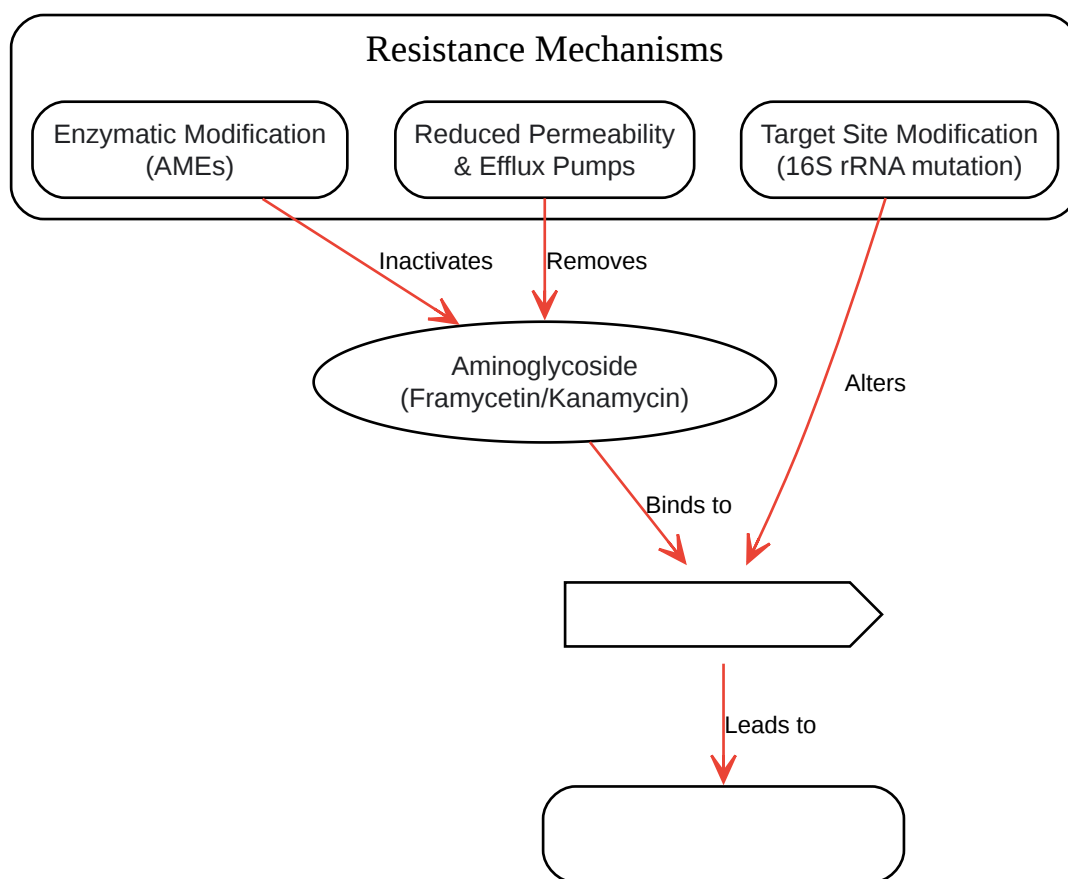 Resistance Mechanisms
Enzymatic Modification
(AMEs)
Reduced Permeability
& Efflux Pumps
Target Site Modification
(16S rRNA mutation)
Inactivates
Removes
Aminoglycoside
(Framycetin/Kanamycin)
Alters
Binds to
Leads to